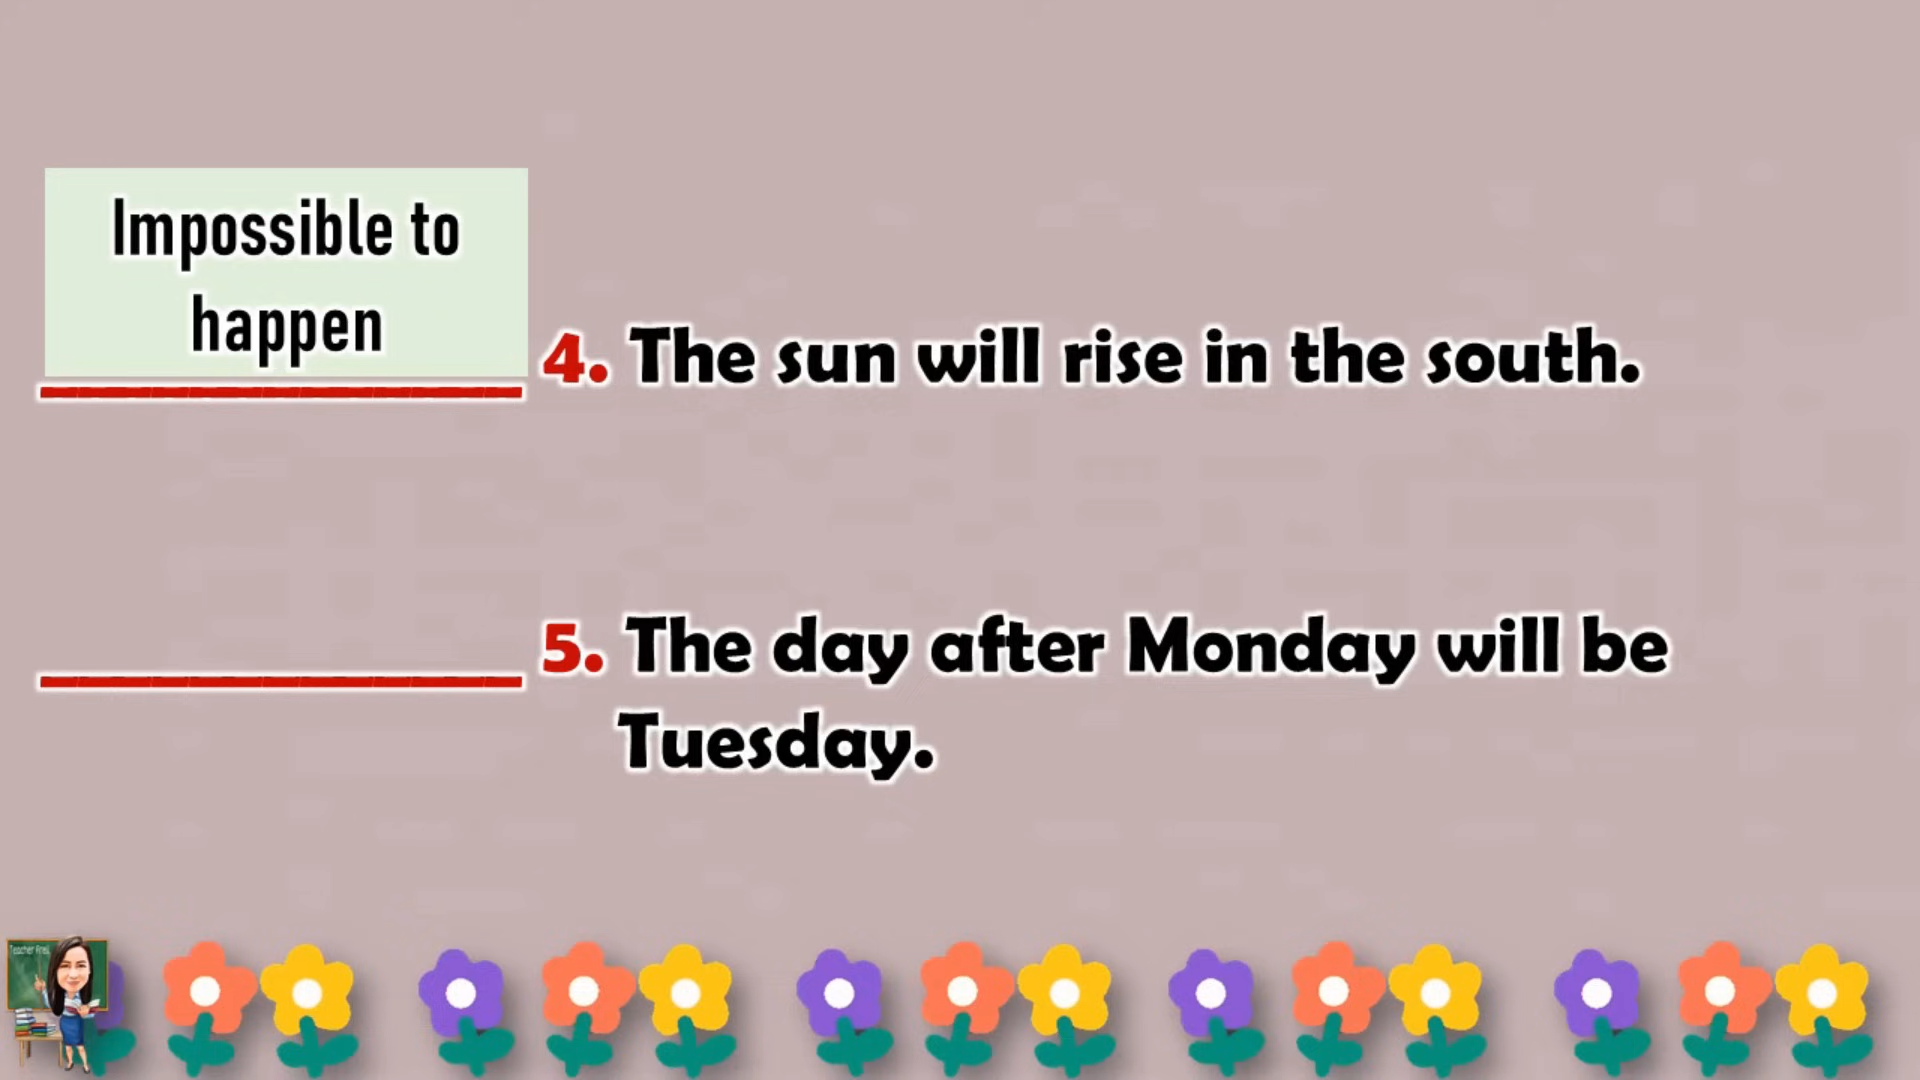 Impossible to
happen
4. The sun will rise in the south.
5. The day after Monday will be
Tuesday.